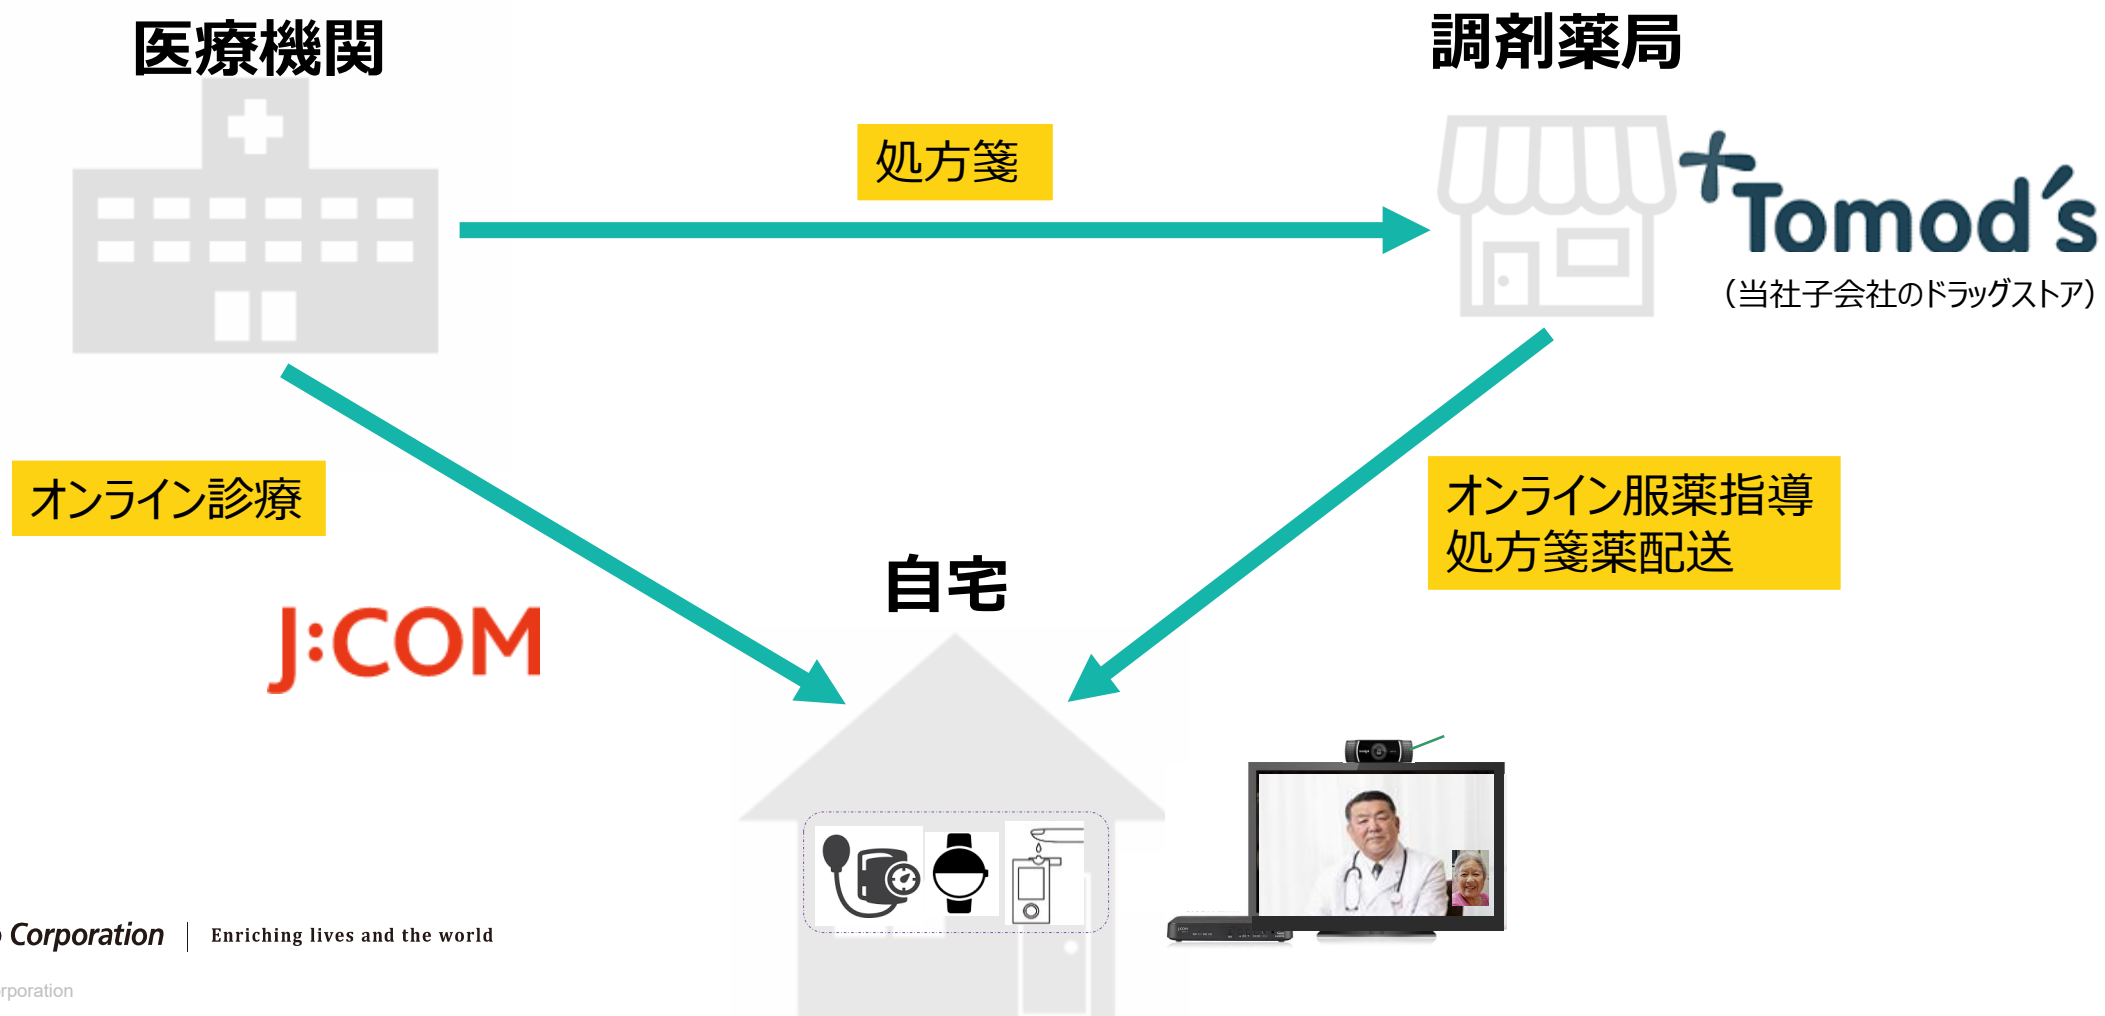 医療機関
調剤薬局
処方箋
Tomod's
（当社子会社のドラッグストア）
オンライン診療
オンライン服薬指導
処方箋薬配送
自宅
J:COM
Corporation
Enriching lives and the world
rporation